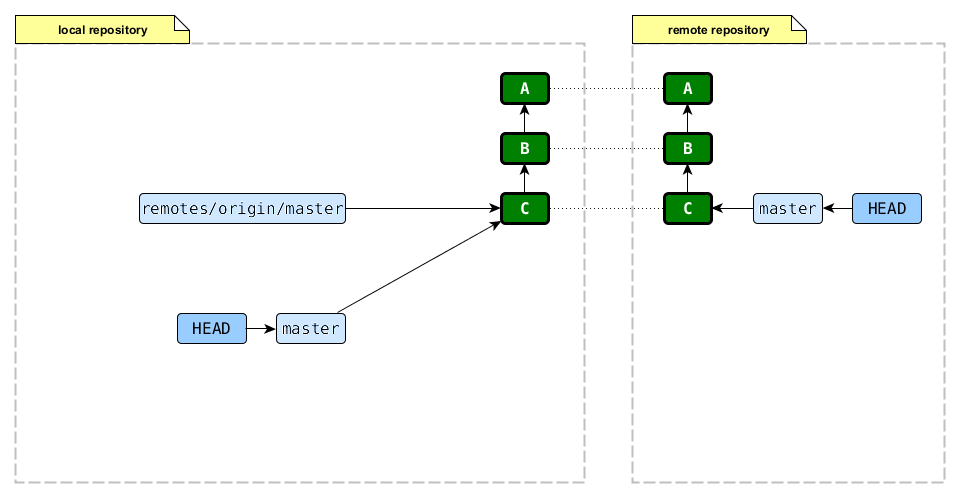 local repository
remote repository
A
A
B
B
remotes/origin/master
C
C
master
HEAD
HEAD
master